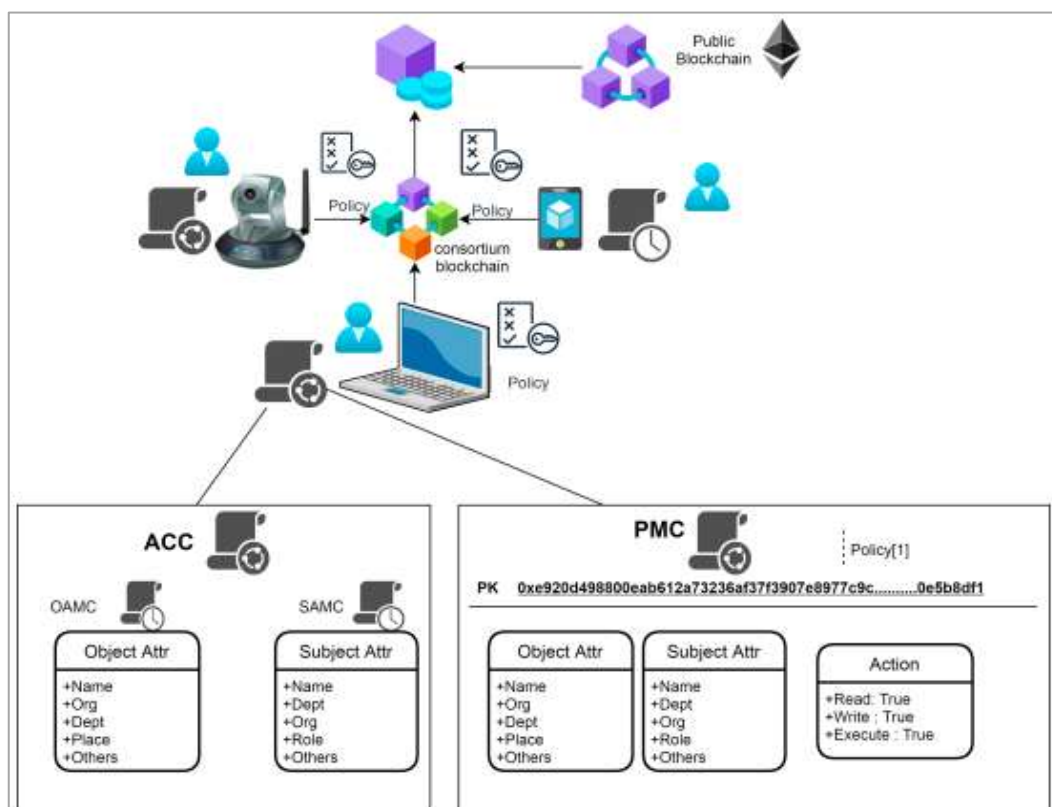 Public
Blockchain
Policy
Policy
consortium
blockchain
Policy
ACC
OAMC
SAMC
Object Attr
+Name
+Org
+Dept
+Place
+Others
Subject Attr
+Name
+Dept
+Org
+Role
+Others
PMC
Policy[1]
PK 0xe920d498800eab612a73236af37f3907e8977c9c..........0e5b8df1
Object Attr
+Name
+Org
+Dept
+Place
+Others
Subject Attr
+Name
+Dept
+Org
+Role
+Others
Action
+Read: True
+Write : True
+Execute : True